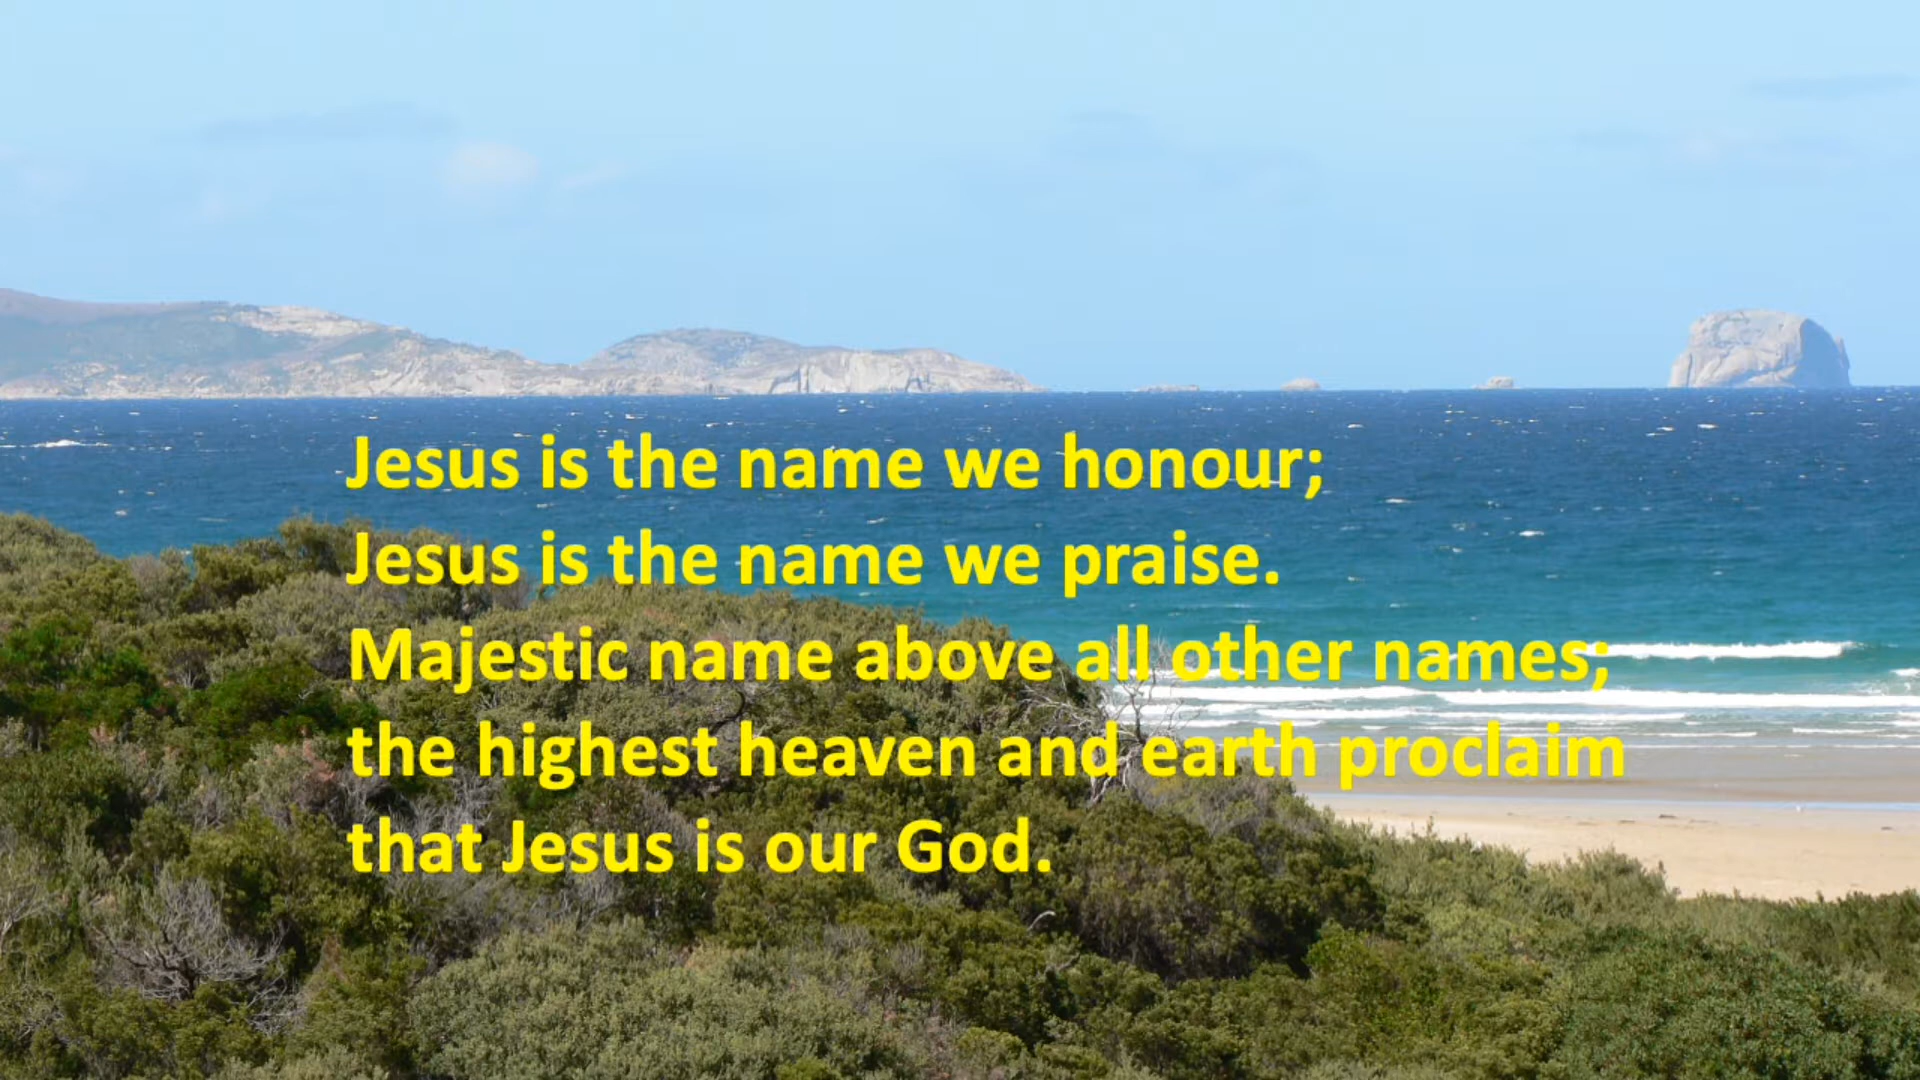 Jesus is the name we honour;
Jesus is the name we praise.
Majestic name above all other names;
the highest heaven and earth proclaim
that Jesus is our God.